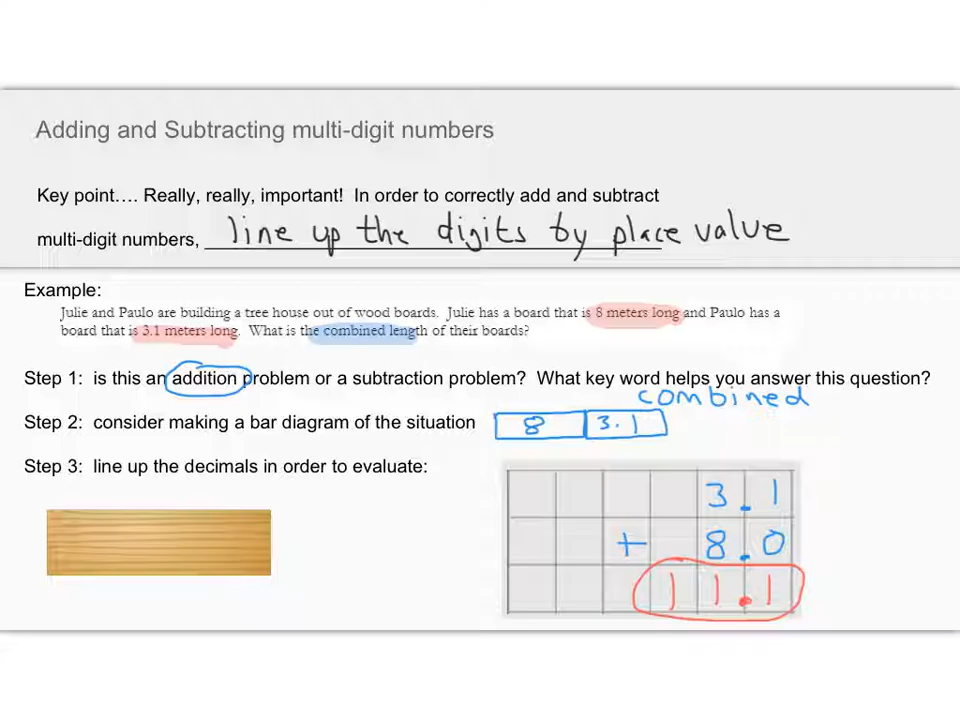 Adding and Subtracting multi-digit numbers
Key point…. Really, really, important!  In order to correctly add and subtract
multi-digit numbers, line up the digits by place value
Example:
Julie and Paulo are building a tree house out of wood boards.  Julie has a board that is 8 meters long and Paulo has a
board that is 3.1 meters long.  What is the combined length of their boards?
Step 1:  is this an addition problem or a subtraction problem?  What key word helps you answer this question?
combined
Step 2:  consider making a bar diagram of the situation 8 3.1
Step 3:  line up the decimals in order to evaluate:
3.1
+ 8.0
11.1